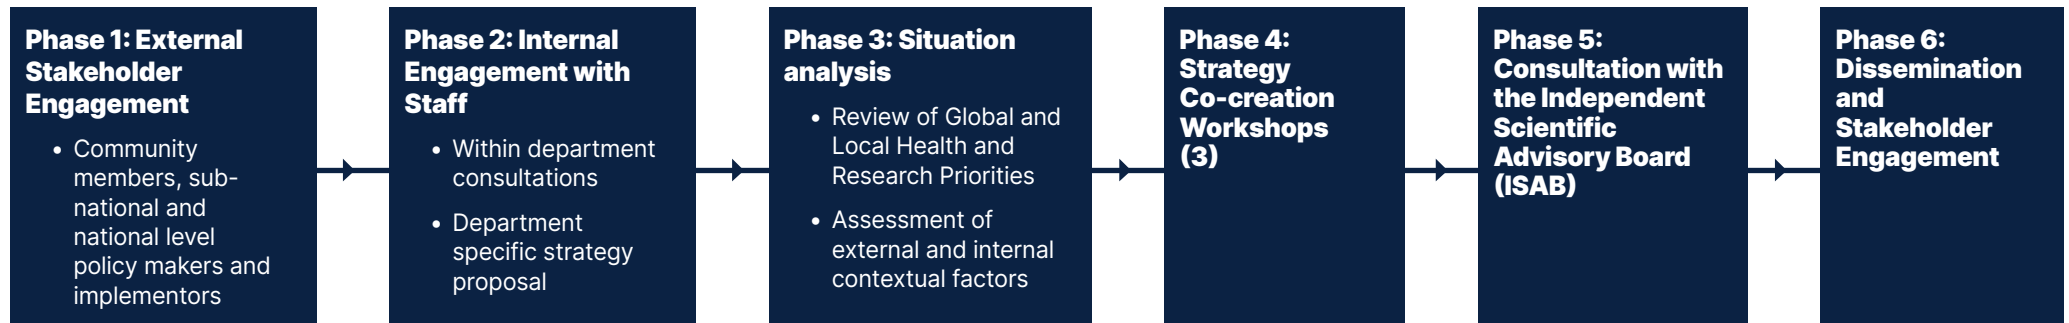 Phase 1: External
Stakeholder
Engagement
• Community
members, sub-
national and
national level
policy makers and
implementors
Phase 2: Internal
Engagement with
Staff
• Within department
consultations
• Department
specific strategy
proposal
Phase 3: Situation
analysis
• Review of Global and
Local Health and
Research Priorities
• Assessment of
external and internal
contextual factors
Phase 4:
Strategy
Co-creation
Workshops
(3)
Phase 5:
Consultation with
the Independent
Scientific
Advisory Board
(ISAB)
Phase 6:
Dissemination
and
Stakeholder
Engagement